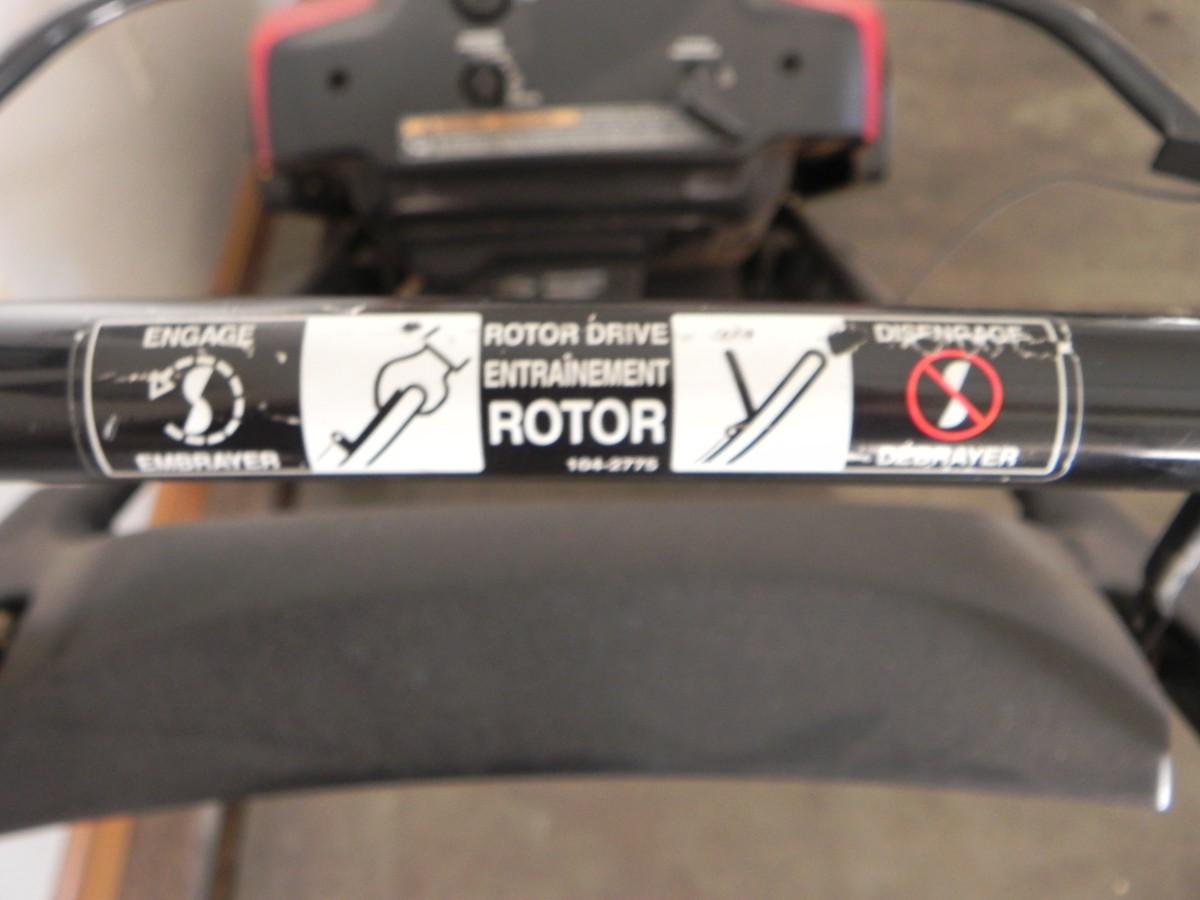 ENGAGE
EMBRAYER
ROTOR DRIVE
ENTRAÎNEMENT
ROTOR
104-2775
DISENGAGE
DÉBRAYER